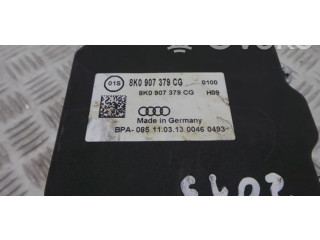 01S 8K0 907 379 CG 0100
8K0 907 379 CG H09
Made in Germany
BPA-085 11.03.13 0046 0493